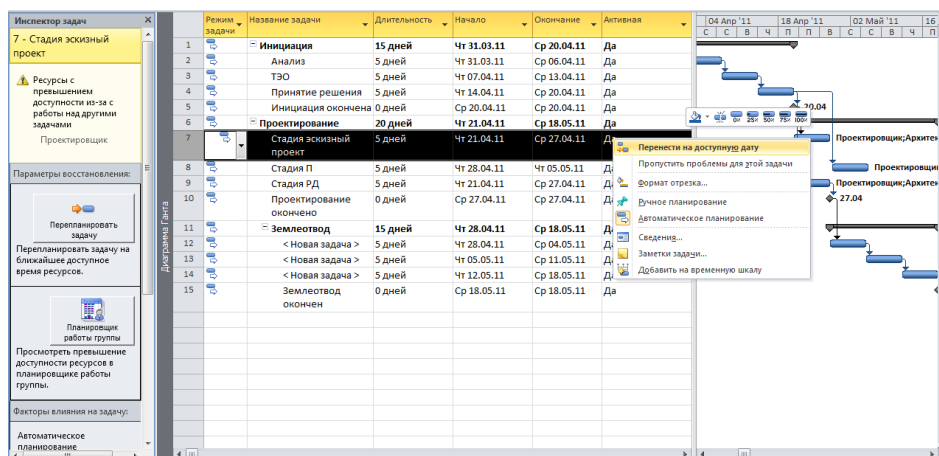 Инспектор задач
7 - Стадия эскизный
проект
Ресурсы с
превышением
доступности из-за с
работы над другими
задачами
Проектировщик
Параметры восстановления:
Перепланировать
задачу
Перепланировать задачу на
ближайшее доступное
время ресурсов.
Планировщик
работы группы
Просмотреть превышение
доступности ресурсов в
планировщике работы
группы.
Факторы влияния на задачу:
Автоматическое
планирование
Диаграмма Ганта
Режим задачи Название задачи Длительность Начало Окончание Активная
1 Инициация 15 дней Чт 31.03.11 Ср 20.04.11 Да
2 Анализ 5 дней Чт 31.03.11 Ср 06.04.11 Да
3 ТЭО 5 дней Чт 07.04.11 Ср 13.04.11 Да
4 Принятие решения 5 дней Чт 14.04.11 Ср 20.04.11 Да
5 Инициация окончена 0 дней Ср 20.04.11 Ср 20.04.11 Да
6 Проектирование 20 дней Чт 21.04.11 Ср 18.05.11 Да
7 Стадия эскизный 5 дней Чт 21.04.11 Ср 27.04.11 Да
проект
8 Стадия П 5 дней Чт 28.04.11 Чт 05.05.11
9 Стадия РД 5 дней Чт 21.04.11 Ср 27.04.11
10 Проектирование 0 дней Ср 27.04.11 Ср 27.04.11
окончено
11 Землеотвод 15 дней Чт 28.04.11 Ср 18.05.11
12 < Новая задача > 5 дней Чт 28.04.11 Ср 04.05.11
13 < Новая задача > 5 дней Чт 05.05.11 Ср 11.05.11
14 < Новая задача > 5 дней Чт 12.05.11 Ср 18.05.11 Да
15 Землеотвод 0 дней Ср 18.05.11 Ср 18.05.11 Да
окончен
04 Апр '11 18 Апр '11 02 Май '11 16
С С В Ч П П В С С В Ч П
20.04
0% 25% 50% 75% 100%
Проектировщик;Архитек
Проектировщи
Проектировщик;Архитек
27.04
Перенести на доступную дату
Пропустить проблемы для этой задачи
Формат отрезка...
Ручное планирование
Автоматическое планирование
Сведения...
Заметки задачи...
Добавить на временную шкалу